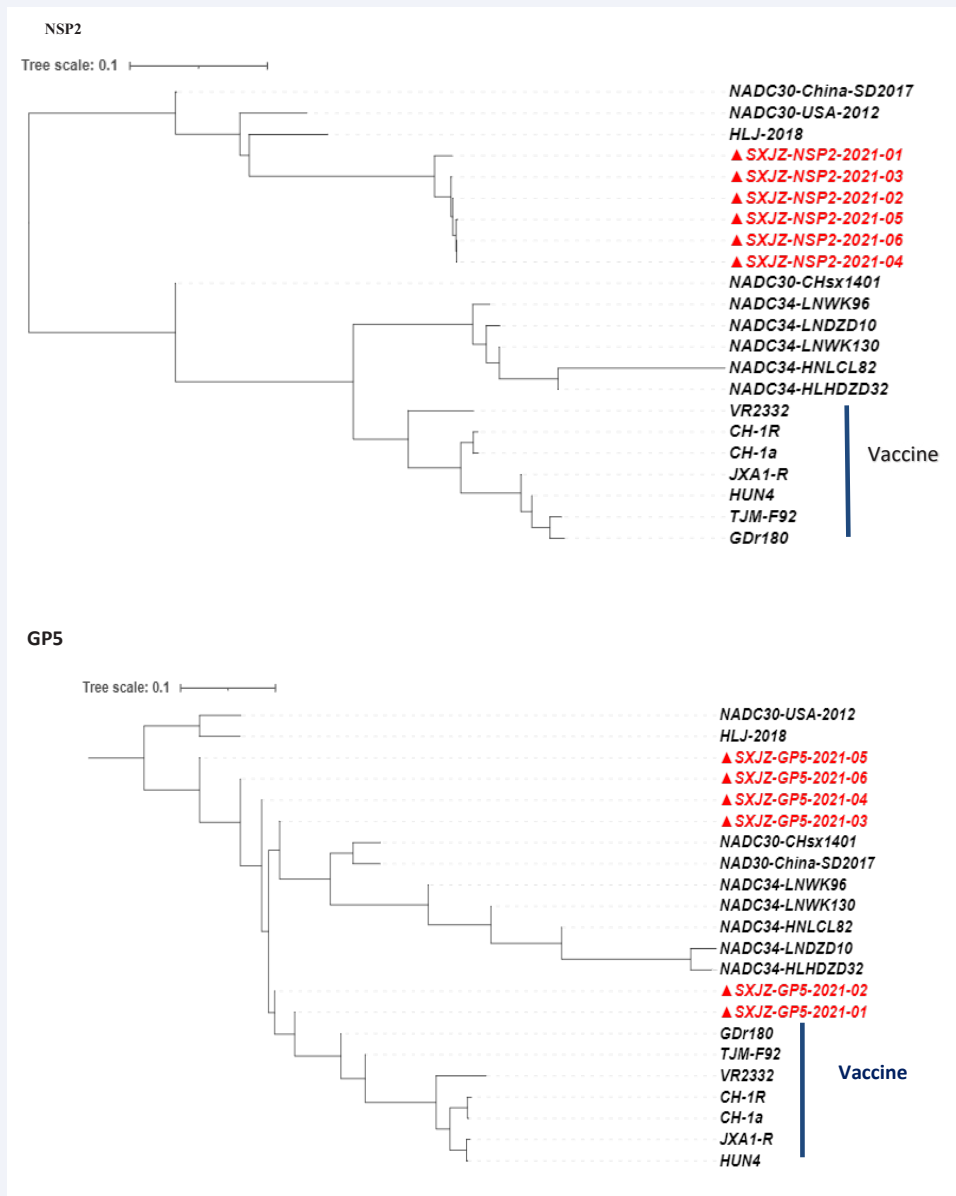 NSP2
Tree scale: 0.1
NADC30-China-SD2017
NADC30-USA-2012
HLJ-2018
▲SXJZ-NSP2-2021-01
▲SXJZ-NSP2-2021-03
▲SXJZ-NSP2-2021-02
▲SXJZ-NSP2-2021-05
▲SXJZ-NSP2-2021-06
▲SXJZ-NSP2-2021-04
NADC30-CHsx1401
NADC34-LNWK96
NADC34-LNDZD10
NADC34-LNWK130
NADC34-HNLCL82
NADC34-HLHDZD32
VR2332
CH-1R
CH-1a
Vaccine
JXA1-R
HUN4
TJM-F92
GDr180
GP5
Tree scale: 0.1
NADC30-USA-2012
HLJ-2018
▲SXJZ-GP5-2021-05
▲SXJZ-GP5-2021-06
▲SXJZ-GP5-2021-04
▲SXJZ-GP5-2021-03
NADC30-CHsx1401
NAD30-China-SD2017
NADC34-LNWK96
NADC34-LNWK130
NADC34-HNLCL82
NADC34-LNDZD10
NADC34-HLHDZD32
▲SXJZ-GP5-2021-02
▲SXJZ-GP5-2021-01
GDr180
TJM-F92
VR2332
Vaccine
CH-1R
CH-1a
JXA1-R
HUN4